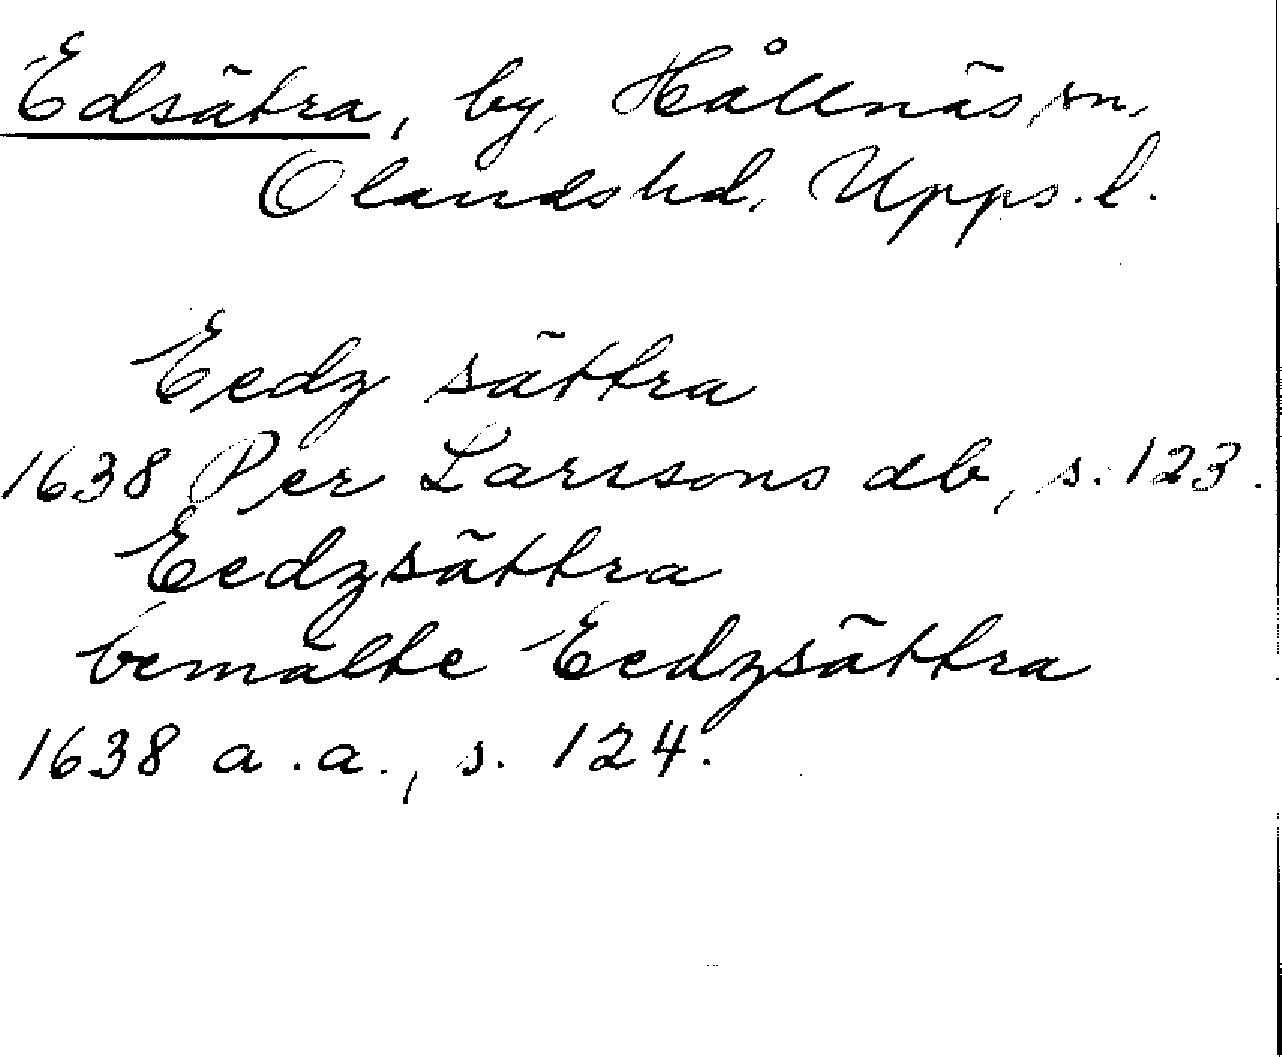 Edsätra, by, Hållnäs sn,
Olandshd, Upps. l.
Eedz sättra
1638 Per Larssons db, s. 123.
Eedzsättra
bemälte Eedzsättra
1638 a.a., s. 124.